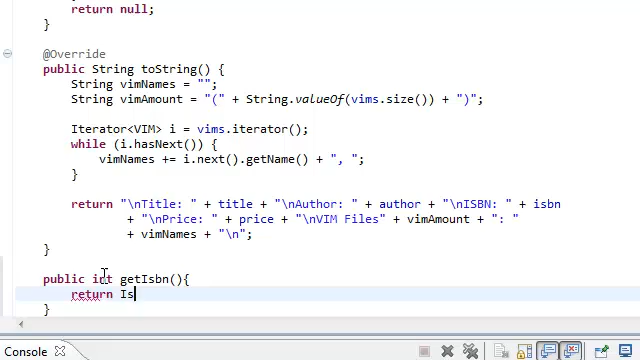 return null;
}
@Override
public String toString() {
String vimNames = "";
String vimAmount = "(" + String.valueOf(vims.size()) + ")";
Iterator<VIM> i = vims.iterator();
while (i.hasNext()) {
vimNames += i.next().getName() + ", ";
}
return "\nTitle: " + title + "\nAuthor: " + author + "\nISBN: " + isbn
+ "\nPrice: " + price + "\nVIM Files" + vimAmount + ": "
+ vimNames + "\n";
}
public int getIsbn(){
return Is
}
Console